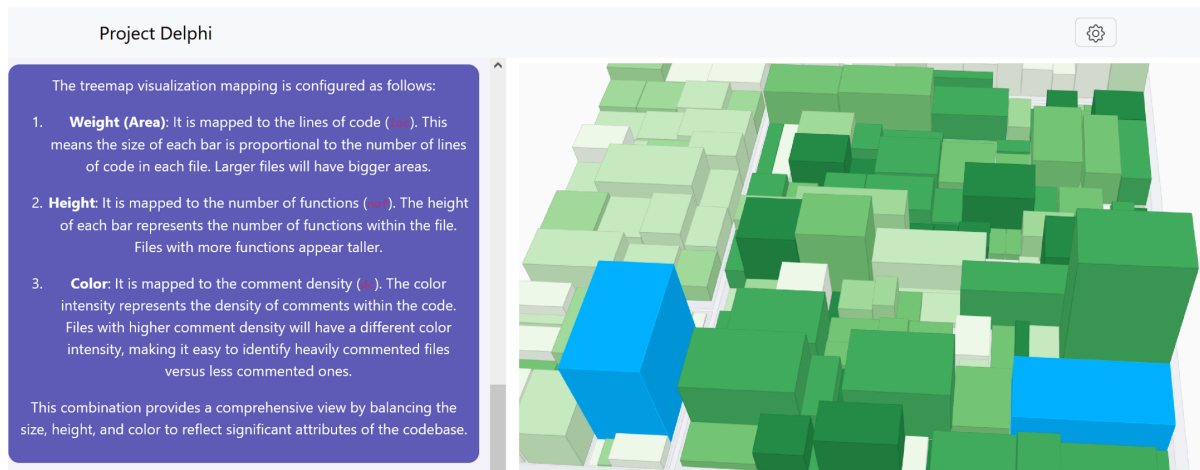 Project Delphi
The treemap visualization mapping is configured as follows:
1. Weight (Area): It is mapped to the lines of code (loc). This
means the size of each bar is proportional to the number of lines
of code in each file. Larger files will have bigger areas.
2. Height: It is mapped to the number of functions (). The height
of each bar represents the number of functions within the file.
Files with more functions appear taller.
3. Color: It is mapped to the comment density (). The color
intensity represents the density of comments within the code.
Files with higher comment density will have a different color
intensity, making it easy to identify heavily commented files
versus less commented ones.
This combination provides a comprehensive view by balancing the
size, height, and color to reflect significant attributes of the codebase.